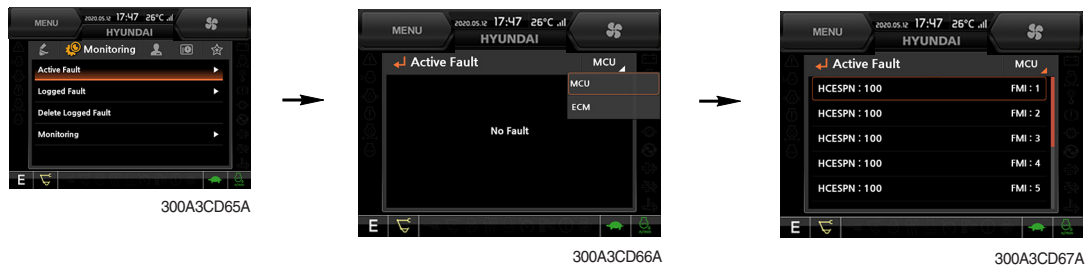 MENU
2020.05.12 17:47 26°C
HYUNDAI
Monitoring
Active Fault
Logged Fault
Delete Logged Fault
Monitoring
E
300A3CD65A
MENU
2020.05.12 17:47 26°C
HYUNDAI
Active Fault MCU
MCU
ECM
No Fault
E
300A3CD66A
MENU
2020.05.12 17:47 26°C
HYUNDAI
Active Fault MCU
HCESPN : 100 FMI : 1
HCESPN : 100 FMI : 2
HCESPN : 100 FMI : 3
HCESPN : 100 FMI : 4
HCESPN : 100 FMI : 5
E
300A3CD67A